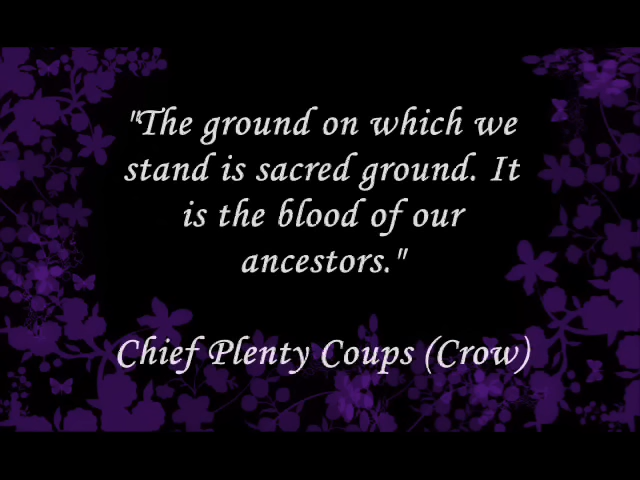 "The ground on which we
stand is sacred ground. It
is the blood of our
ancestors."
Chief Plenty Coups (Crow)